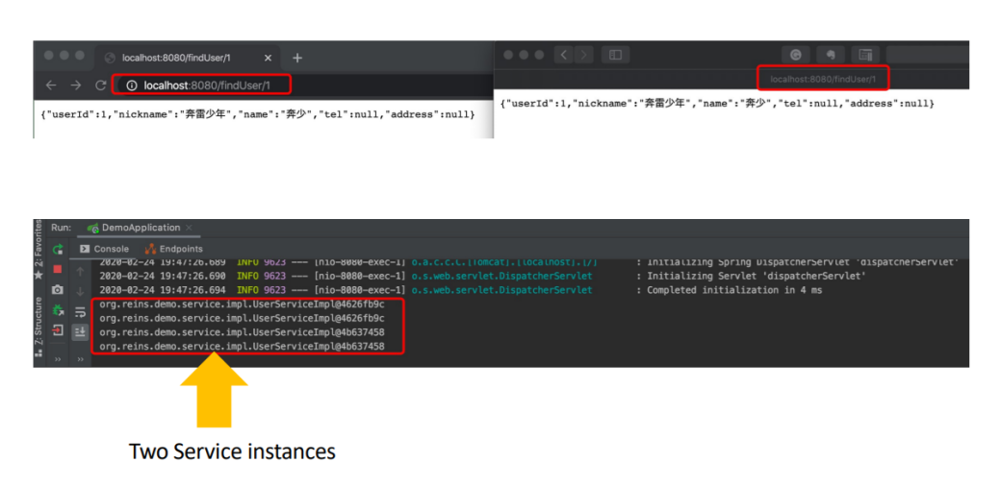 localhost:8080/findUser/1
localhost:8080/findUser/1
{"userId":1,"nickname":"奔雷少年","name":"奔少","tel":null,"address":null}
localhost:8080/findUser/1
{"userId":1,"nickname":"奔雷少年","name":"奔少","tel":null,"address":null}
Run: DemoApplication
Console Endpoints
2020-02-24 19:47:26.689 INFO 9623 --- [nio-8080-exec-1] o.a.c.c.C.[Tomcat].[localhost].[/] : Initializing Spring DispatcherServlet 'dispatcherServlet'
2020-02-24 19:47:26.690 INFO 9623 --- [nio-8080-exec-1] o.s.web.servlet.DispatcherServlet : Initializing Servlet 'dispatcherServlet'
2020-02-24 19:47:26.694 INFO 9623 --- [nio-8080-exec-1] o.s.web.servlet.DispatcherServlet : Completed initialization in 4 ms
org.reins.demo.service.impl.UserServiceImpl@4626fb9c
org.reins.demo.service.impl.UserServiceImpl@4626fb9c
org.reins.demo.service.impl.UserServiceImpl@4b637458
org.reins.demo.service.impl.UserServiceImpl@4b637458
2: Favorites
Z: Structure
Two Service instances